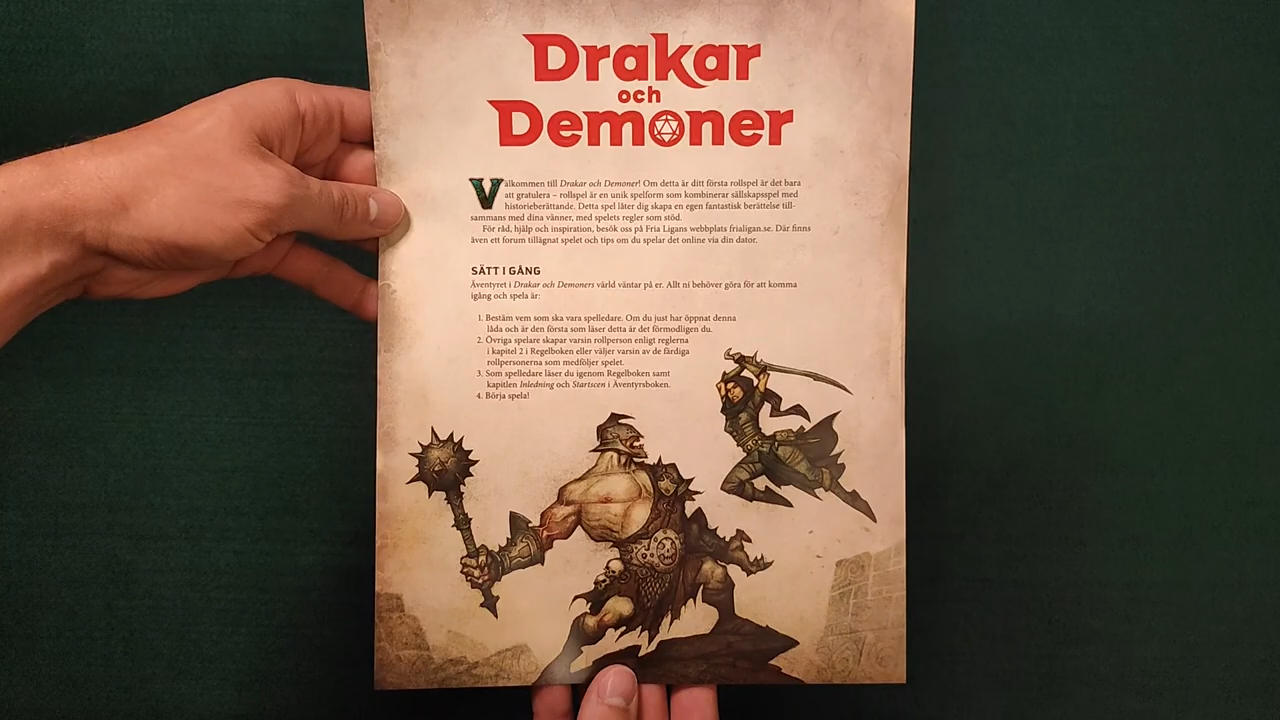 Drakar
och
Demoner
Välkommen till Drakar och Demoner! Om detta är ditt första rollspel är det bara
att gratulera – rollspel är en unik spelform som kombinerar sällskapsspel med
historieberättande. Detta spel låter dig skapa en egen fantastisk berättelse till-
sammans med dina vänner, med spelets regler som stöd.
För råd, hjälp och inspiration, besök oss på Fria Ligans webbplats frialigan.se. Där finns
även ett forum tillägnat spelet och tips om du spelar det online via din dator.
SÄTT I GÅNG
Äventyret i Drakar och Demoners värld väntar på er. Allt ni behöver göra för att komma
igång och spela är:
1. Bestäm vem som ska vara spelledare. Om du just har öppnat denna
låda och är den första som läser detta är det förmodligen du.
2. Övriga spelare skapar varsin rollperson enligt reglerna
i kapitel 2 i Regelboken eller väljer varsin av de färdiga
rollpersonerna som medföljer spelet.
3. Som spelledare läser du igenom Regelboken samt
kapitlen Inledning och Startscen i Äventyrsboken.
4. Börja spela!